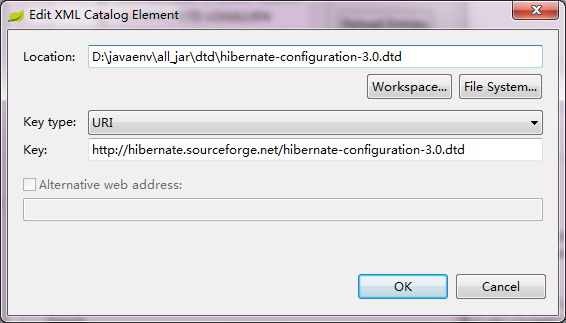 Edit XML Catalog Element
Location: D:\javaenv\all_jar\dtd\hibernate-configuration-3.0.dtd
Workspace... File System...
Key type: URI
Key: http://hibernate.sourceforge.net/hibernate-configuration-3.0.dtd
Alternative web address:
OK Cancel